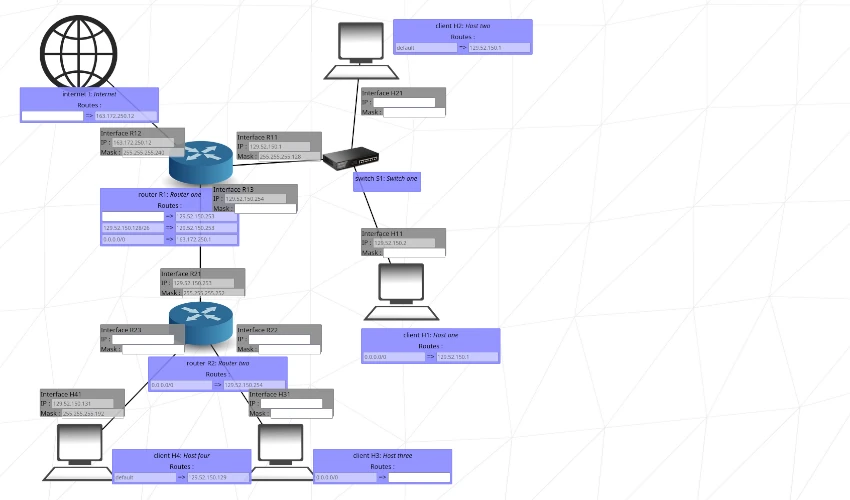 client H2: Host two
Routes :
default => 129.52.150.1
internet I: Internet
Routes :
=> 163.172.250.12
Interface H21
IP :
Mask :
Interface R12
IP : 163.172.250.12
Mask : 255.255.255.240
Interface R11
IP : 129.52.150.1
Mask : 255.255.255.128
switch S1: Switch one
Interface R13
IP : 129.52.150.254
Mask :
router R1: Router one
Routes :
=> 129.52.150.253
129.52.150.128/26 => 129.52.150.253
0.0.0.0/0 => 163.172.250.1
Interface H11
IP : 129.52.150.2
Mask :
Interface R21
IP : 129.52.150.253
Mask : 255.255.255.252
Interface R23
IP :
Mask :
Interface R22
IP :
Mask :
client H1: Host one
Routes :
0.0.0.0/0 => 129.52.150.1
router R2: Router two
Routes :
0.0.0.0/0 => 129.52.150.254
Interface H41
IP : 129.52.150.131
Mask : 255.255.255.192
Interface H31
IP :
Mask :
client H4: Host four
Routes :
default => 129.52.150.129
client H3: Host three
Routes :
0.0.0.0/0 =>